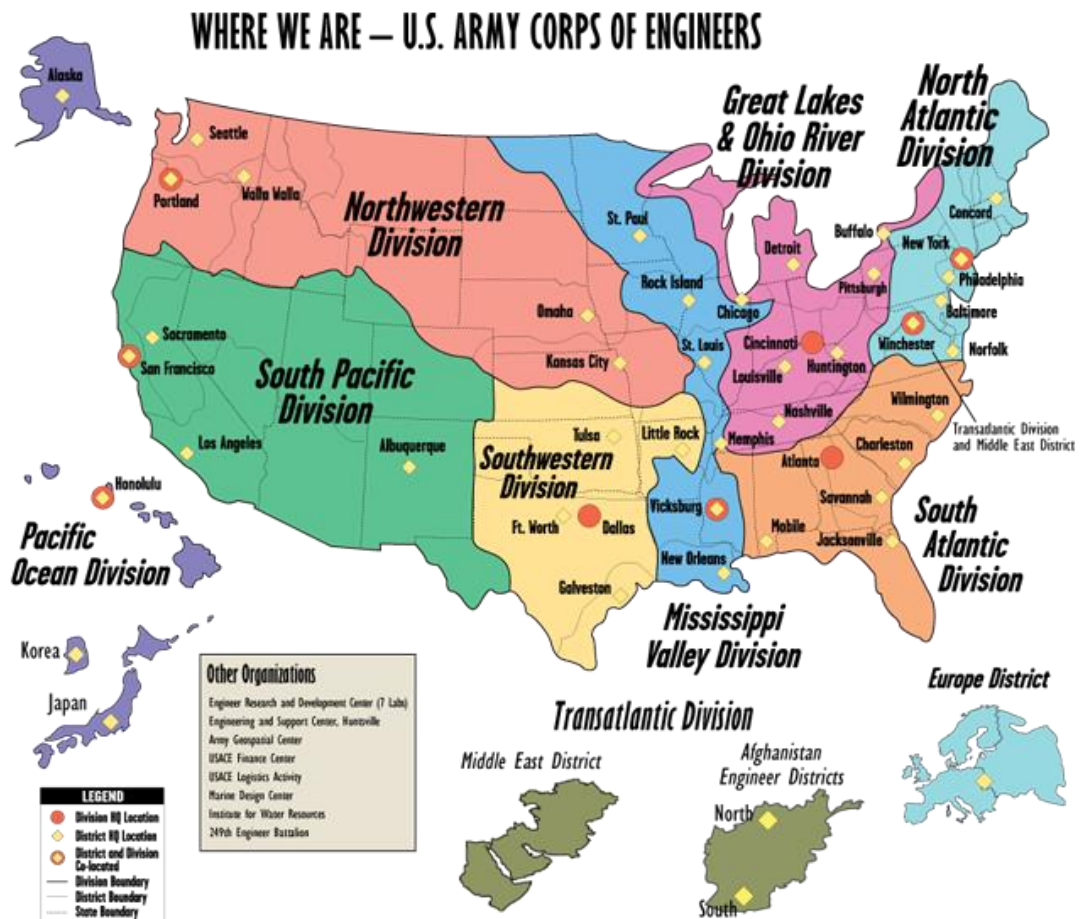 WHERE WE ARE – U.S. ARMY CORPS OF ENGINEERS
Alaska
Seattle
Portland
Walla Walla
Northwestern
Division
Omaha
Kansas City
Great Lakes
& Ohio River
Division
North
Atlantic
Division
St. Paul
Rock Island
St. Louis
Chicago
Detroit
Buffalo
Pittsburgh
Cincinnati
Louisville
Huntington
Nashville
Memphis
Concord
New York
Philadelphia
Baltimore
Winchester
Norfolk
Transatlantic Division
and Middle East District
Sacramento
San Francisco
South Pacific
Division
Los Angeles
Albuquerque
Tulsa
Little Rock
Southwestern
Division
Ft. Worth
Dallas
Galveston
Vicksburg
New Orleans
Mississippi
Valley Division
Wilmington
Atlanta
Charleston
Savannah
Mobile
Jacksonville
South
Atlantic
Division
Honolulu
Pacific
Ocean Division
Korea
Japan
Other Organizations
Engineer Research and Development Center (7 Labs)
Engineering and Support Center, Huntsville
Army Geospatial Center
USACE Finance Center
USACE Logistics Activity
Marine Design Center
Institute for Water Resources
249th Engineer Battalion
Transatlantic Division
Middle East District
Afghanistan
Engineer Districts
North
South
Europe District
LEGEND
Division HQ Location
District HQ Location
District and Division
Co-located
Division Boundary
District Boundary
State Boundary